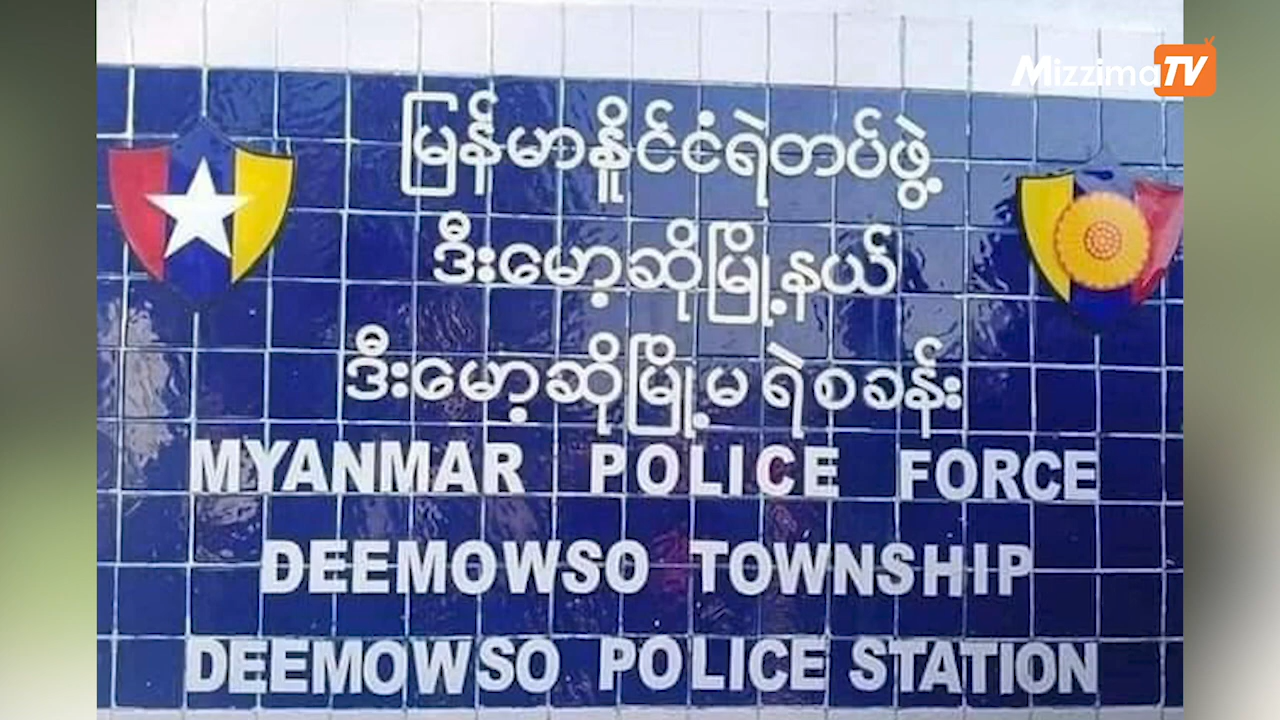 MizzimaTV
မြန်မာနိူင်ငံရဲတပ်ဖွဲ့
ဒီးမော့ဆိုမြို့နယ်
ဒီးမော့ဆိုမြို့မရဲစခန်း
MYANMAR POLICE FORCE
DEEMOWSO TOWNSHIP
DEEMOWSO POLICE STATION